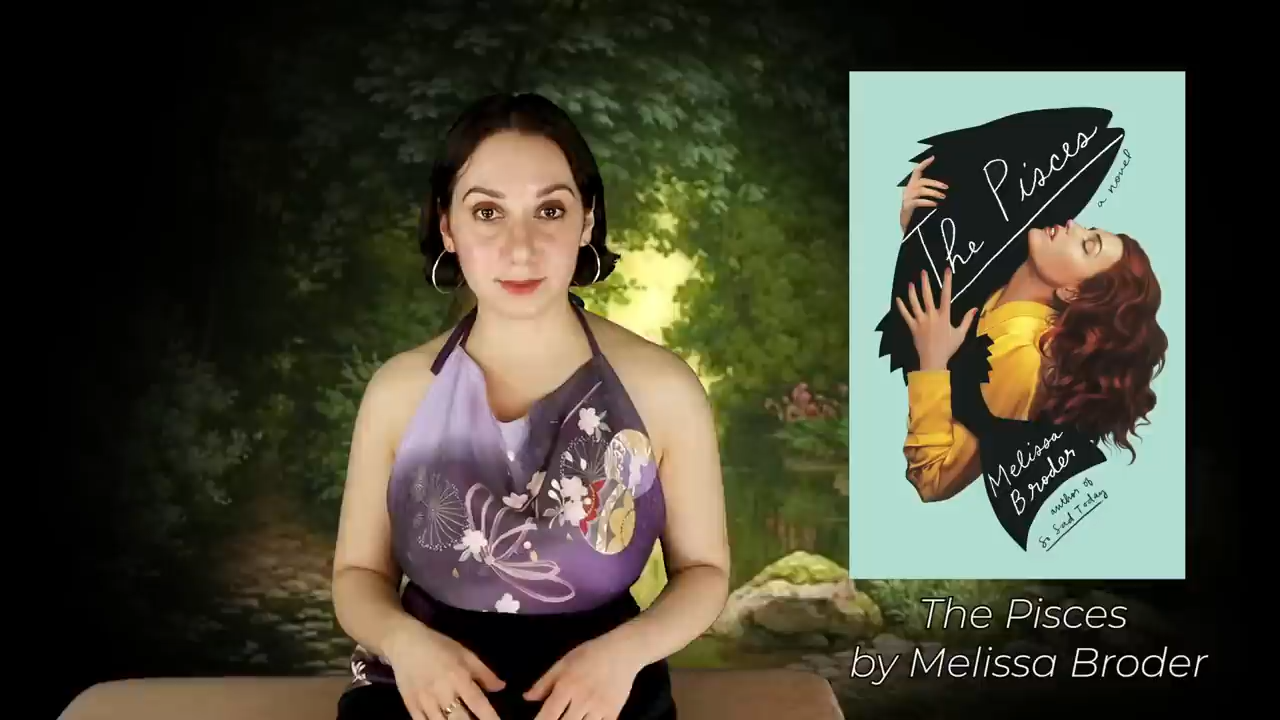 The Pisces
a novel
Melissa
Broder
author of
So Sad Today
The Pisces
by Melissa Broder